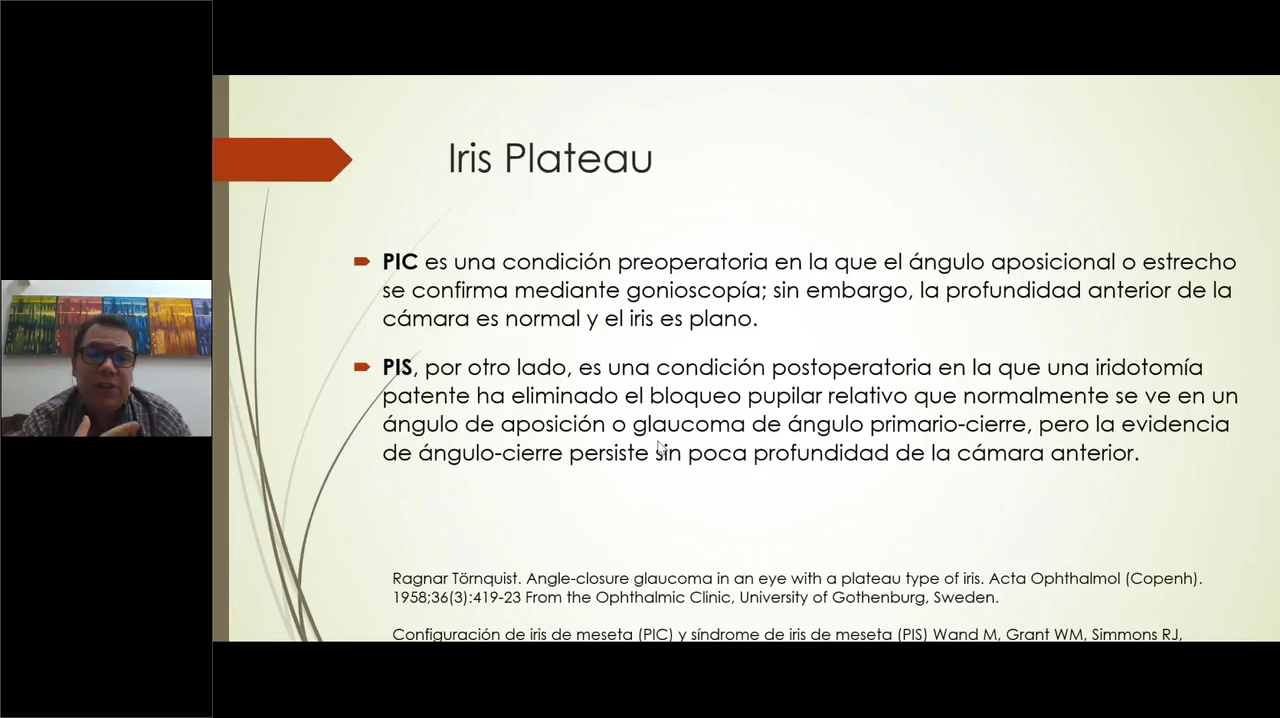 Iris Plateau
PIC es una condición preoperatoria en la que el ángulo aposicional o estrecho
se confirma mediante gonioscopía; sin embargo, la profundidad anterior de la
cámara es normal y el iris es plano.
PIS, por otro lado, es una condición postoperatoria en la que una iridotomía
patente ha eliminado el bloqueo pupilar relativo que normalmente se ve en un
ángulo de aposición o glaucoma de ángulo primario-cierre, pero la evidencia
de ángulo-cierre persiste sin poca profundidad de la cámara anterior.
Ragnar Törnquist. Angle-closure glaucoma in an eye with a plateau type of iris. Acta Ophthalmol (Copenh).
1958;36(3):419-23 From the Ophthalmic Clinic, University of Gothenburg, Sweden.
Configuración de iris de meseta (PIC) y síndrome de iris de meseta (PIS) Wand M, Grant WM, Simmons RJ,